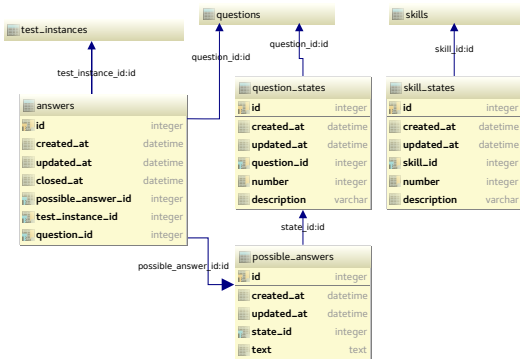 test_instances
questions
skills
question_id:id
question_id:id
skill_id:id
test_instance_id:id
answers
id integer
created_at datetime
updated_at datetime
closed_at datetime
possible_answer_id integer
test_instance_id integer
question_id integer
question_states
id integer
created_at datetime
updated_at datetime
question_id integer
number integer
description varchar
skill_states
id integer
created_at datetime
updated_at datetime
skill_id integer
number integer
description varchar
state_id:id
possible_answer_id:id
possible_answers
id integer
created_at datetime
updated_at datetime
state_id integer
text text